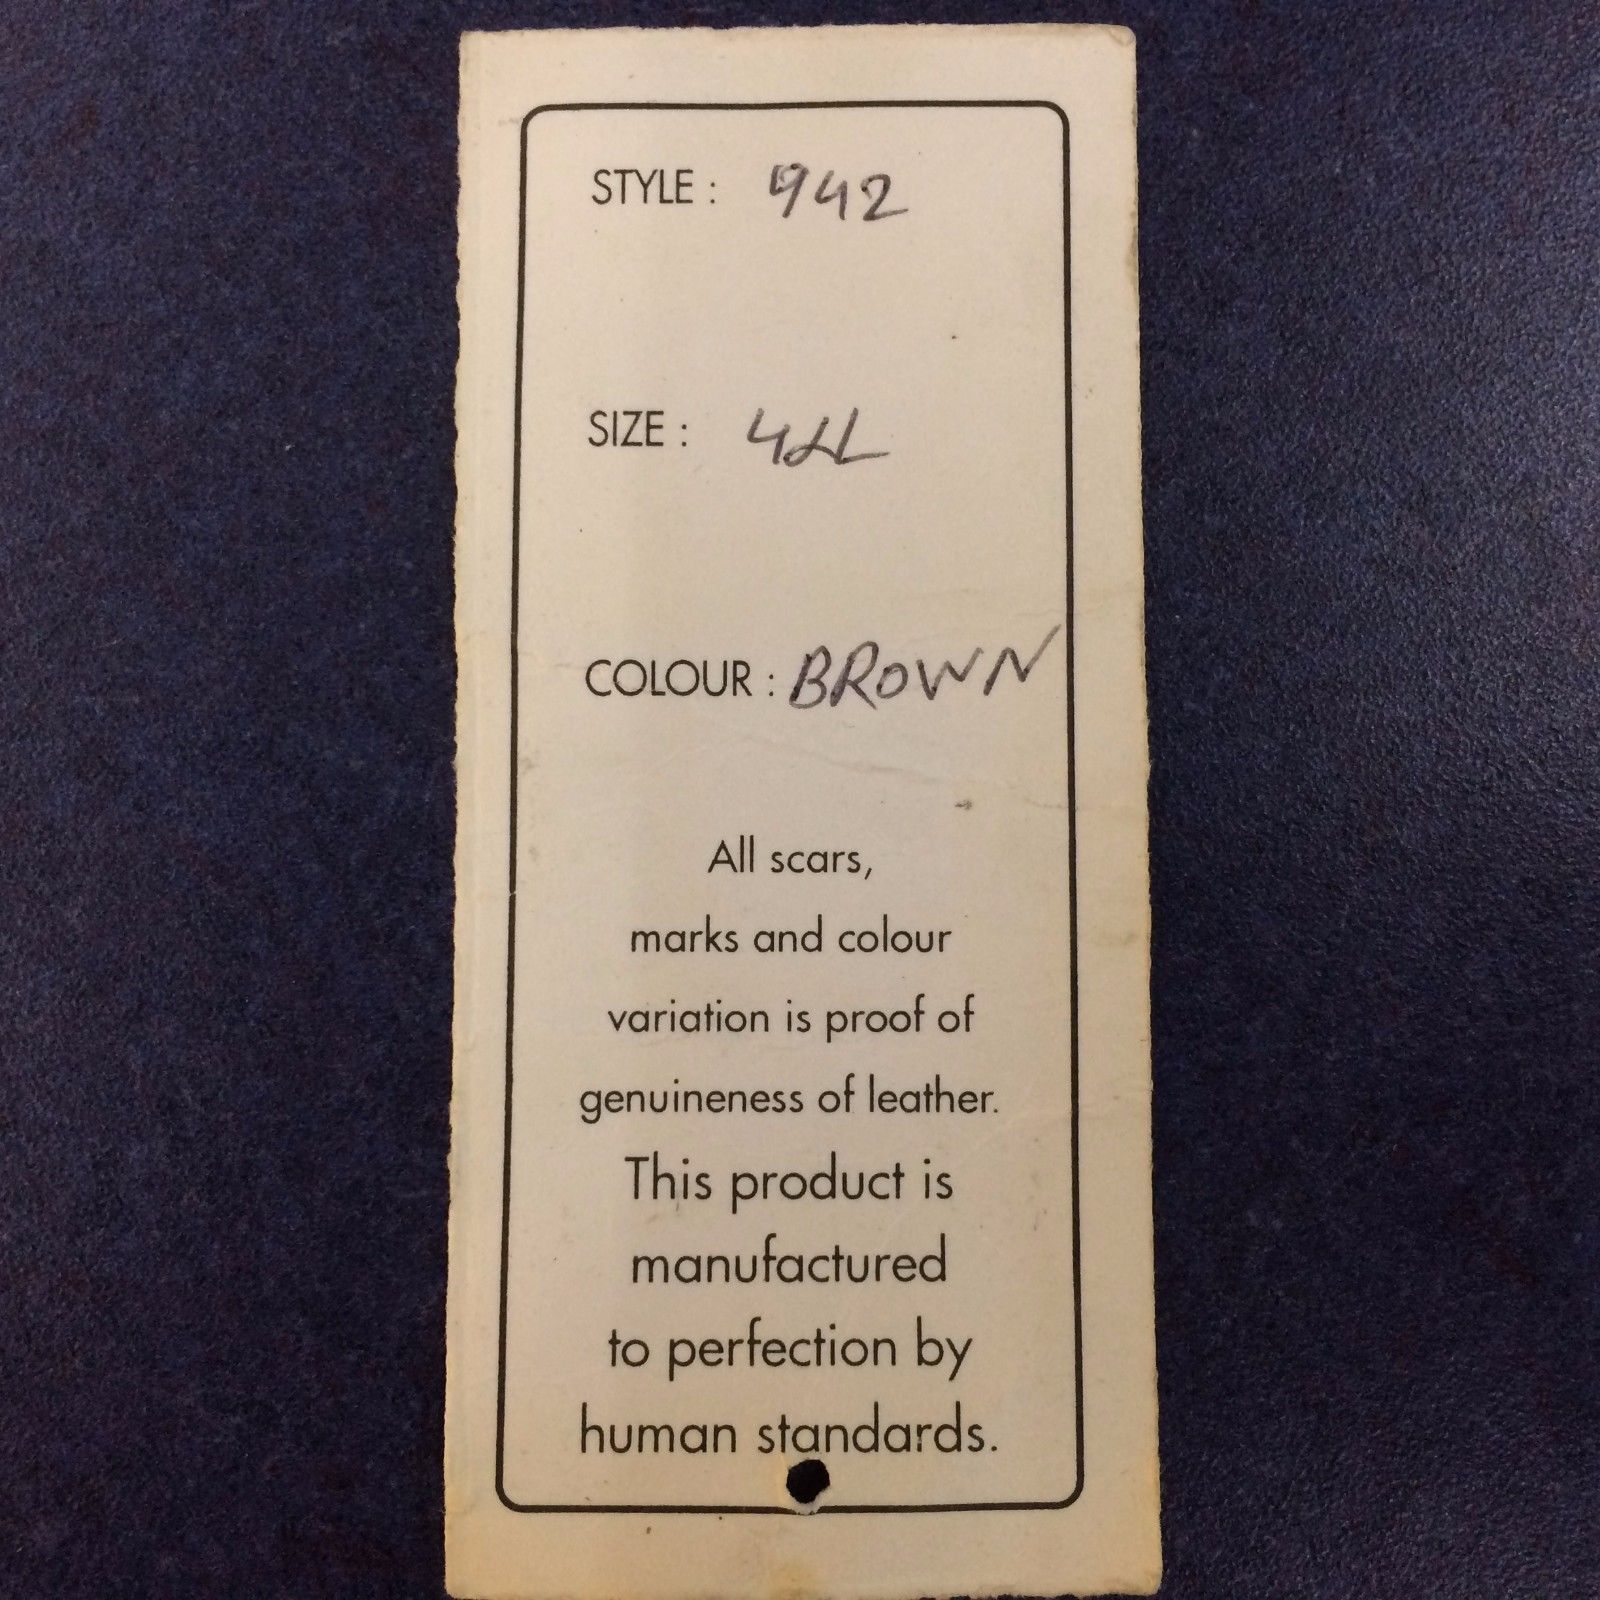 STYLE : 942
SIZE : 4XL
COLOUR : BROWN
All scars,
marks and colour
variation is proof of
genuineness of leather.
This product is
manufactured
to perfection by
human standards.